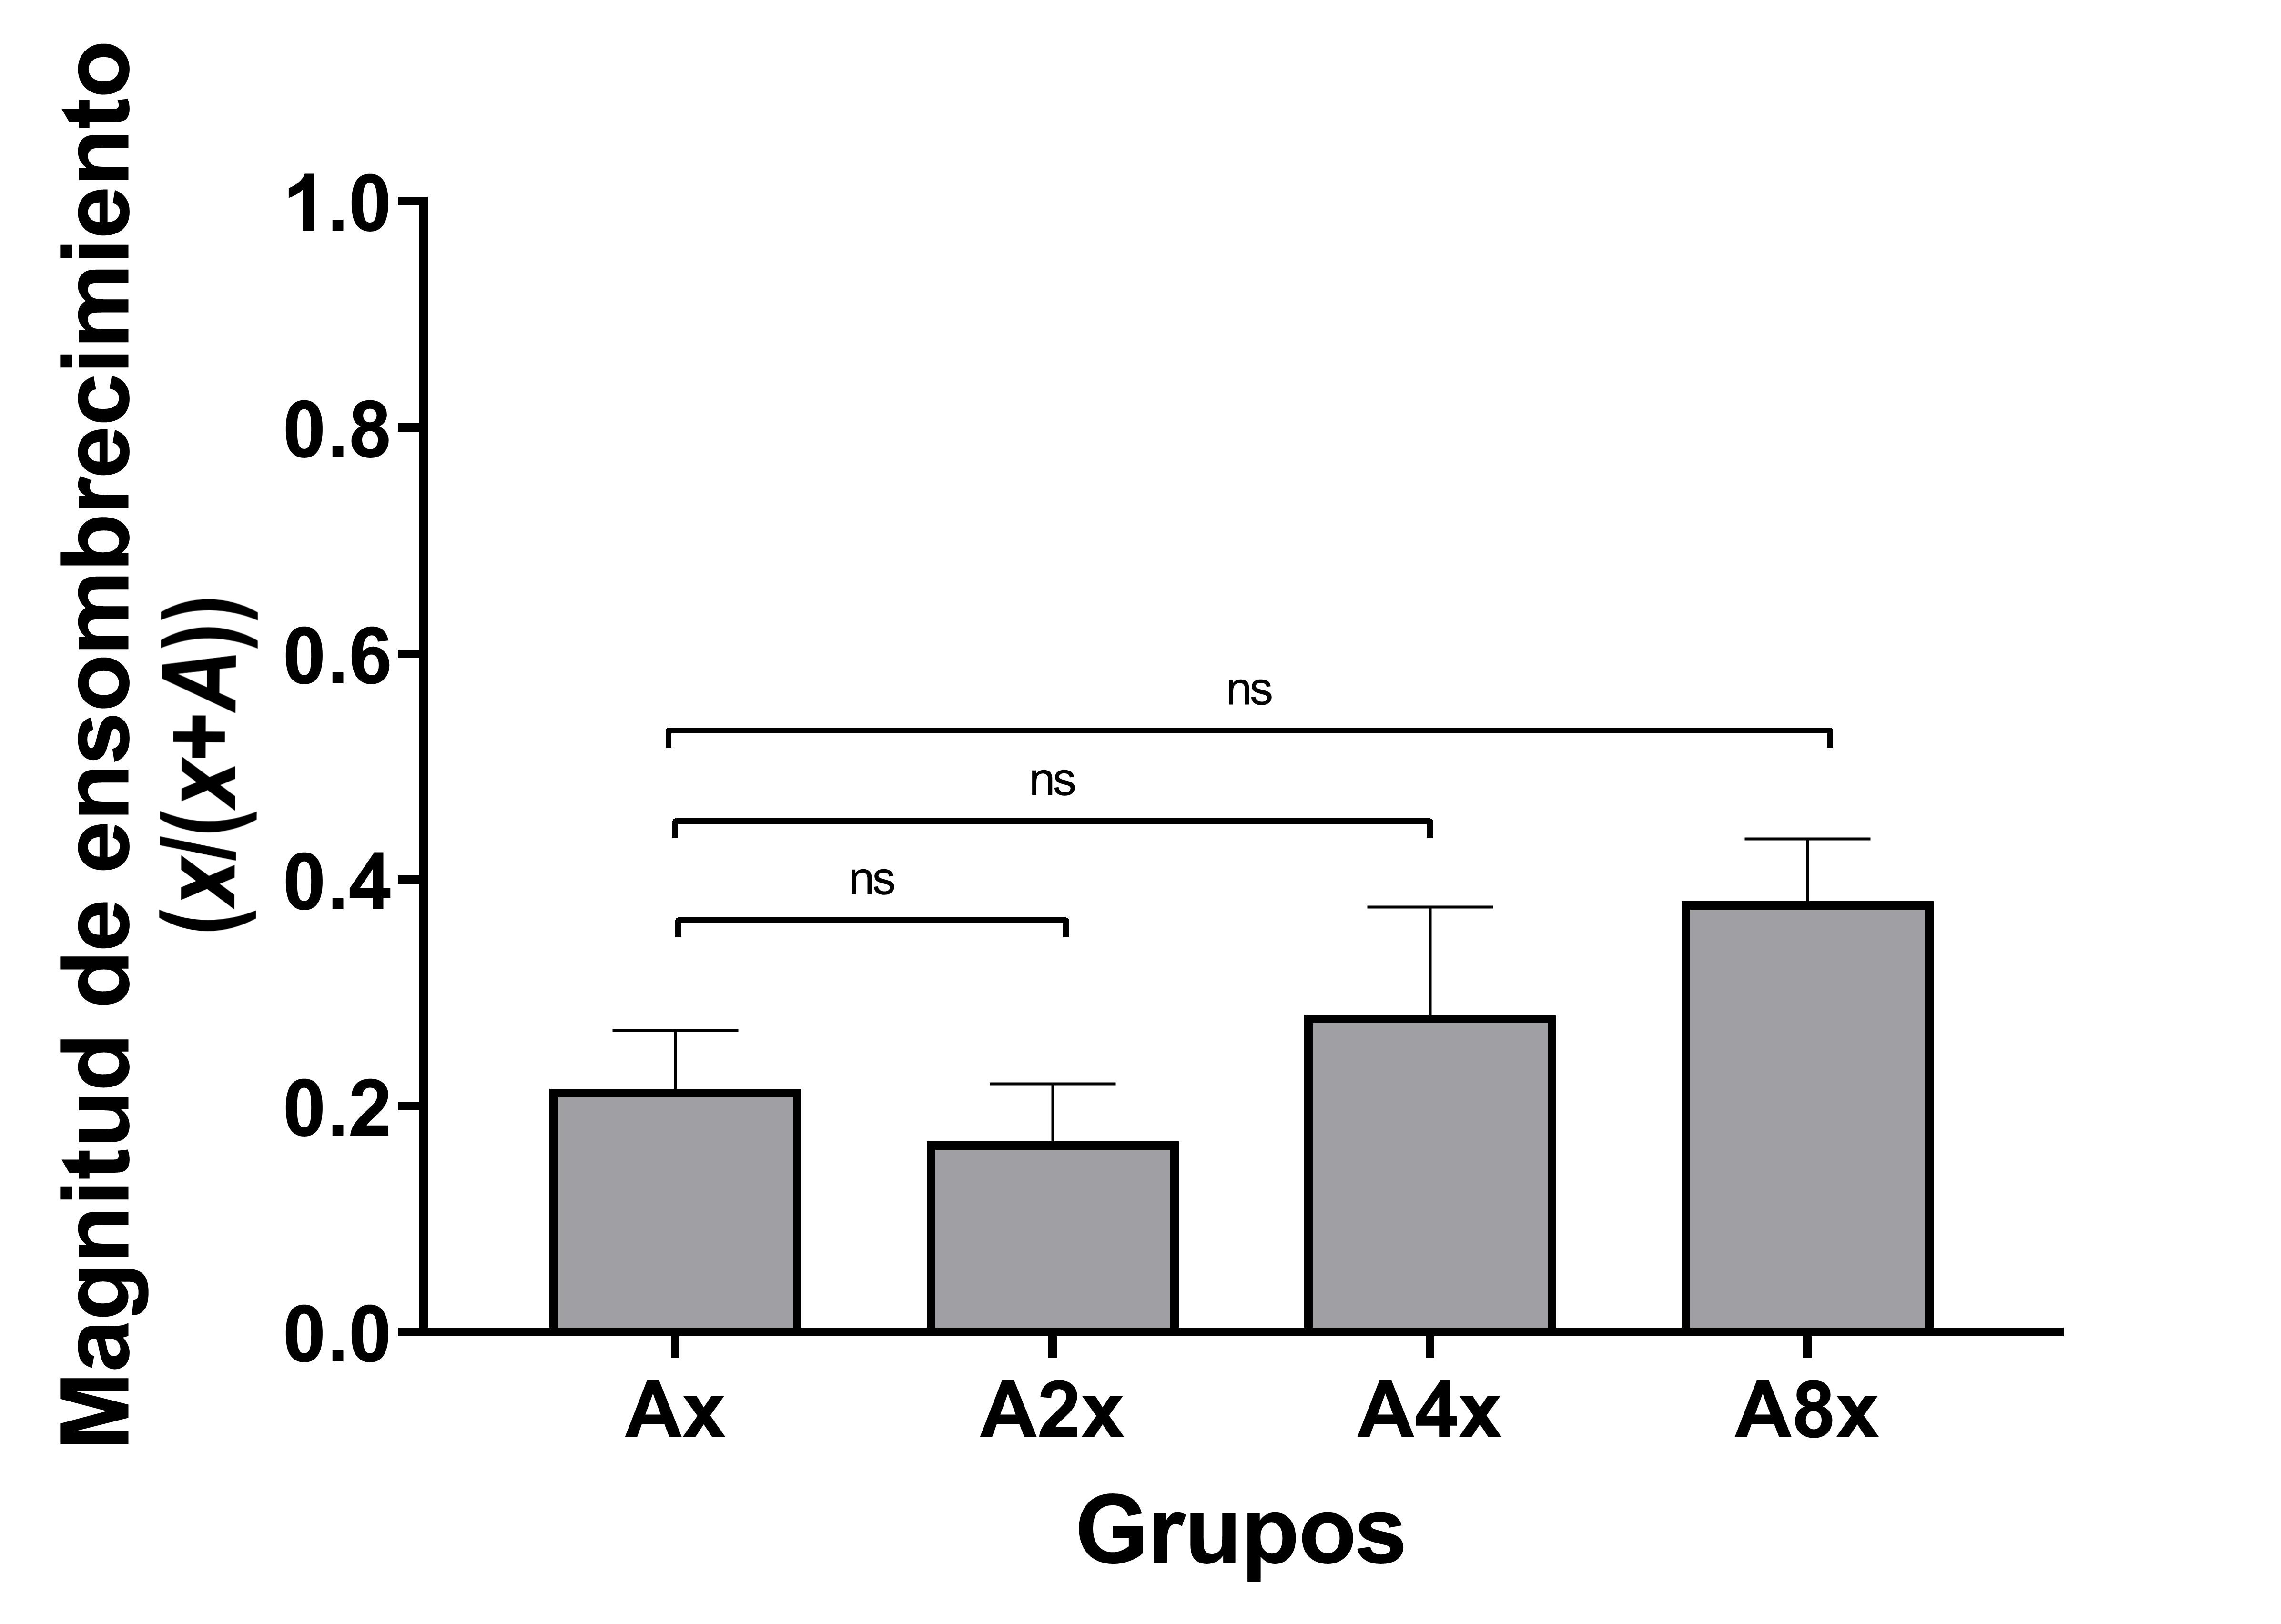 Magnitud de ensombrecimiento
(x/(x+A))
1.0
0.8
0.6
0.4
0.2
0.0
ns
ns
ns
Ax A2x A4x A8x
Grupos